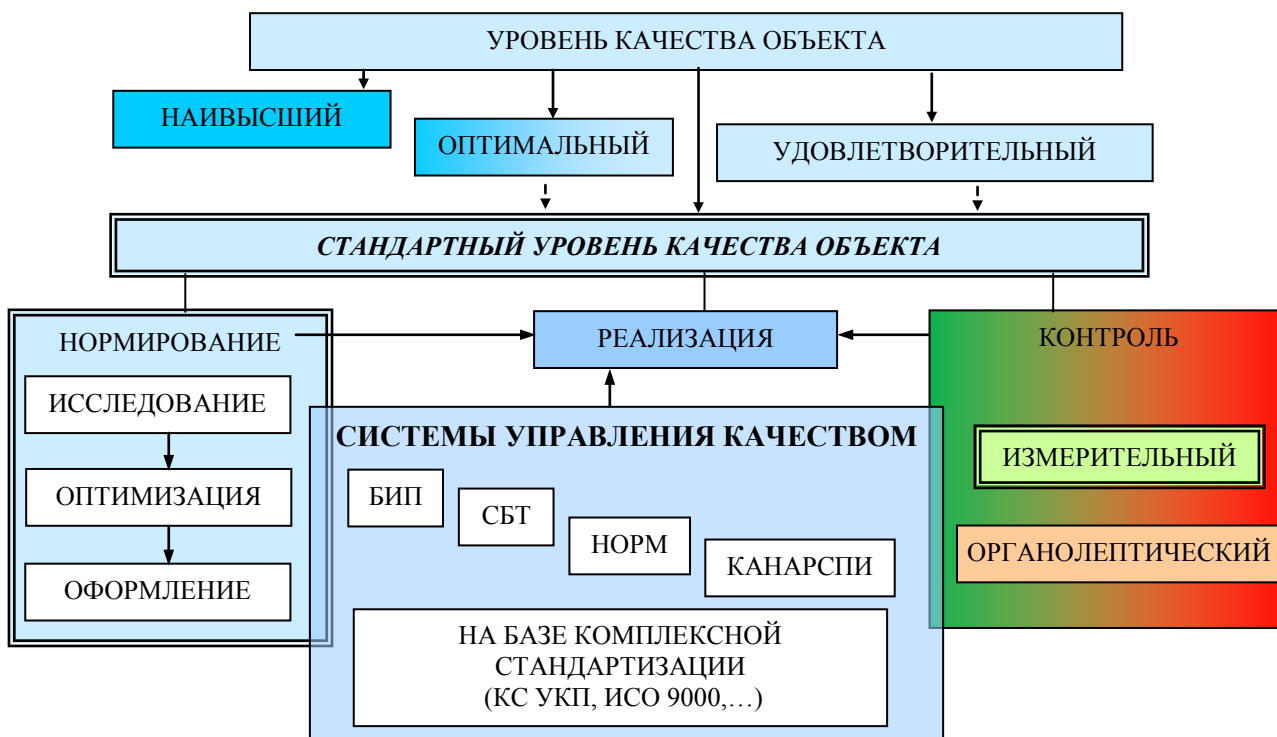 УРОВЕНЬ КАЧЕСТВА ОБЪЕКТА
НАИВЫСШИЙ
ОПТИМАЛЬНЫЙ
УДОВЛЕТВОРИТЕЛЬНЫЙ
СТАНДАРТНЫЙ УРОВЕНЬ КАЧЕСТВА ОБЪЕКТА
НОРМИРОВАНИЕ
ИССЛЕДОВАНИЕ
ОПТИМИЗАЦИЯ
ОФОРМЛЕНИЕ
РЕАЛИЗАЦИЯ
СИСТЕМЫ УПРАВЛЕНИЯ КАЧЕСТВОМ
БИП
СБТ
НОРМ
КАНАРСПИ
НА БАЗЕ КОМПЛЕКСНОЙ
СТАНДАРТИЗАЦИИ
(КС УКП, ИСО 9000,…)
КОНТРОЛЬ
ИЗМЕРИТЕЛЬНЫЙ
ОРГАНОЛЕПТИЧЕСКИЙ